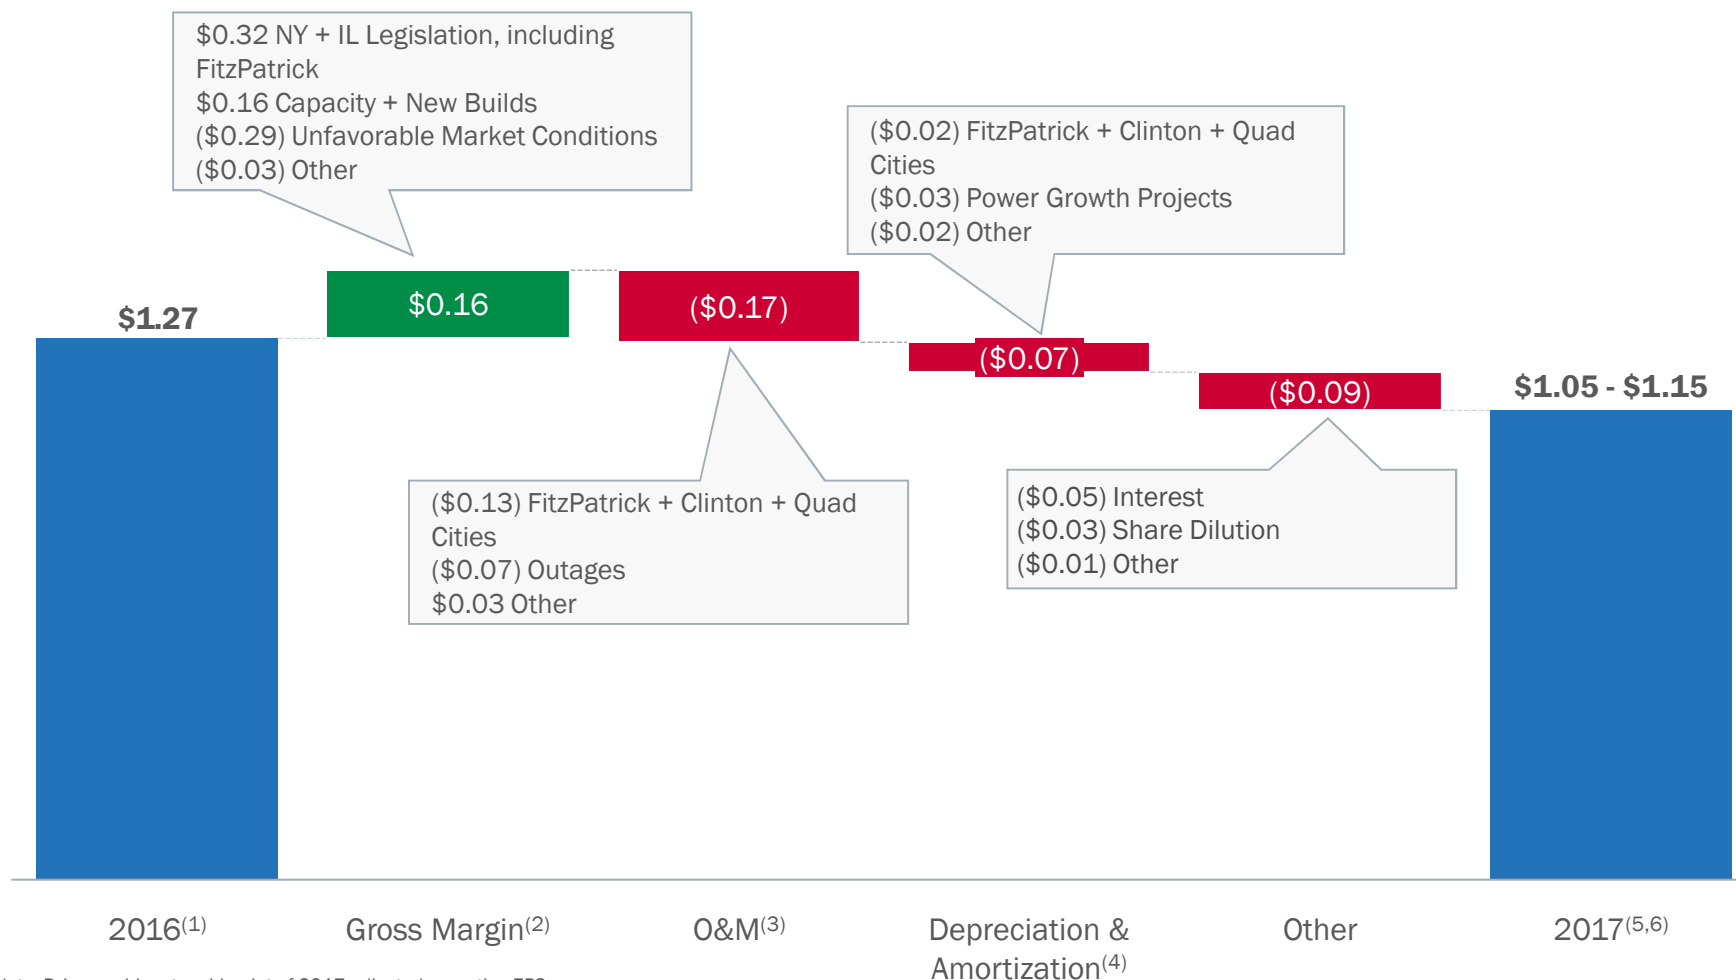 $0.32 NY + IL Legislation, including
FitzPatrick
$0.16 Capacity + New Builds
($0.29) Unfavorable Market Conditions
($0.03) Other
($0.02) FitzPatrick + Clinton + Quad
Cities
($0.03) Power Growth Projects
($0.02) Other
$1.27
$0.16
($0.17)
($0.07)
($0.09)
$1.05 - $1.15
($0.13) FitzPatrick + Clinton + Quad
Cities
($0.07) Outages
$0.03 Other
($0.05) Interest
($0.03) Share Dilution
($0.01) Other
2016(1)
Gross Margin(2)
O&M(3)
Depreciation &
Amortization(4)
Other
2017(5,6)